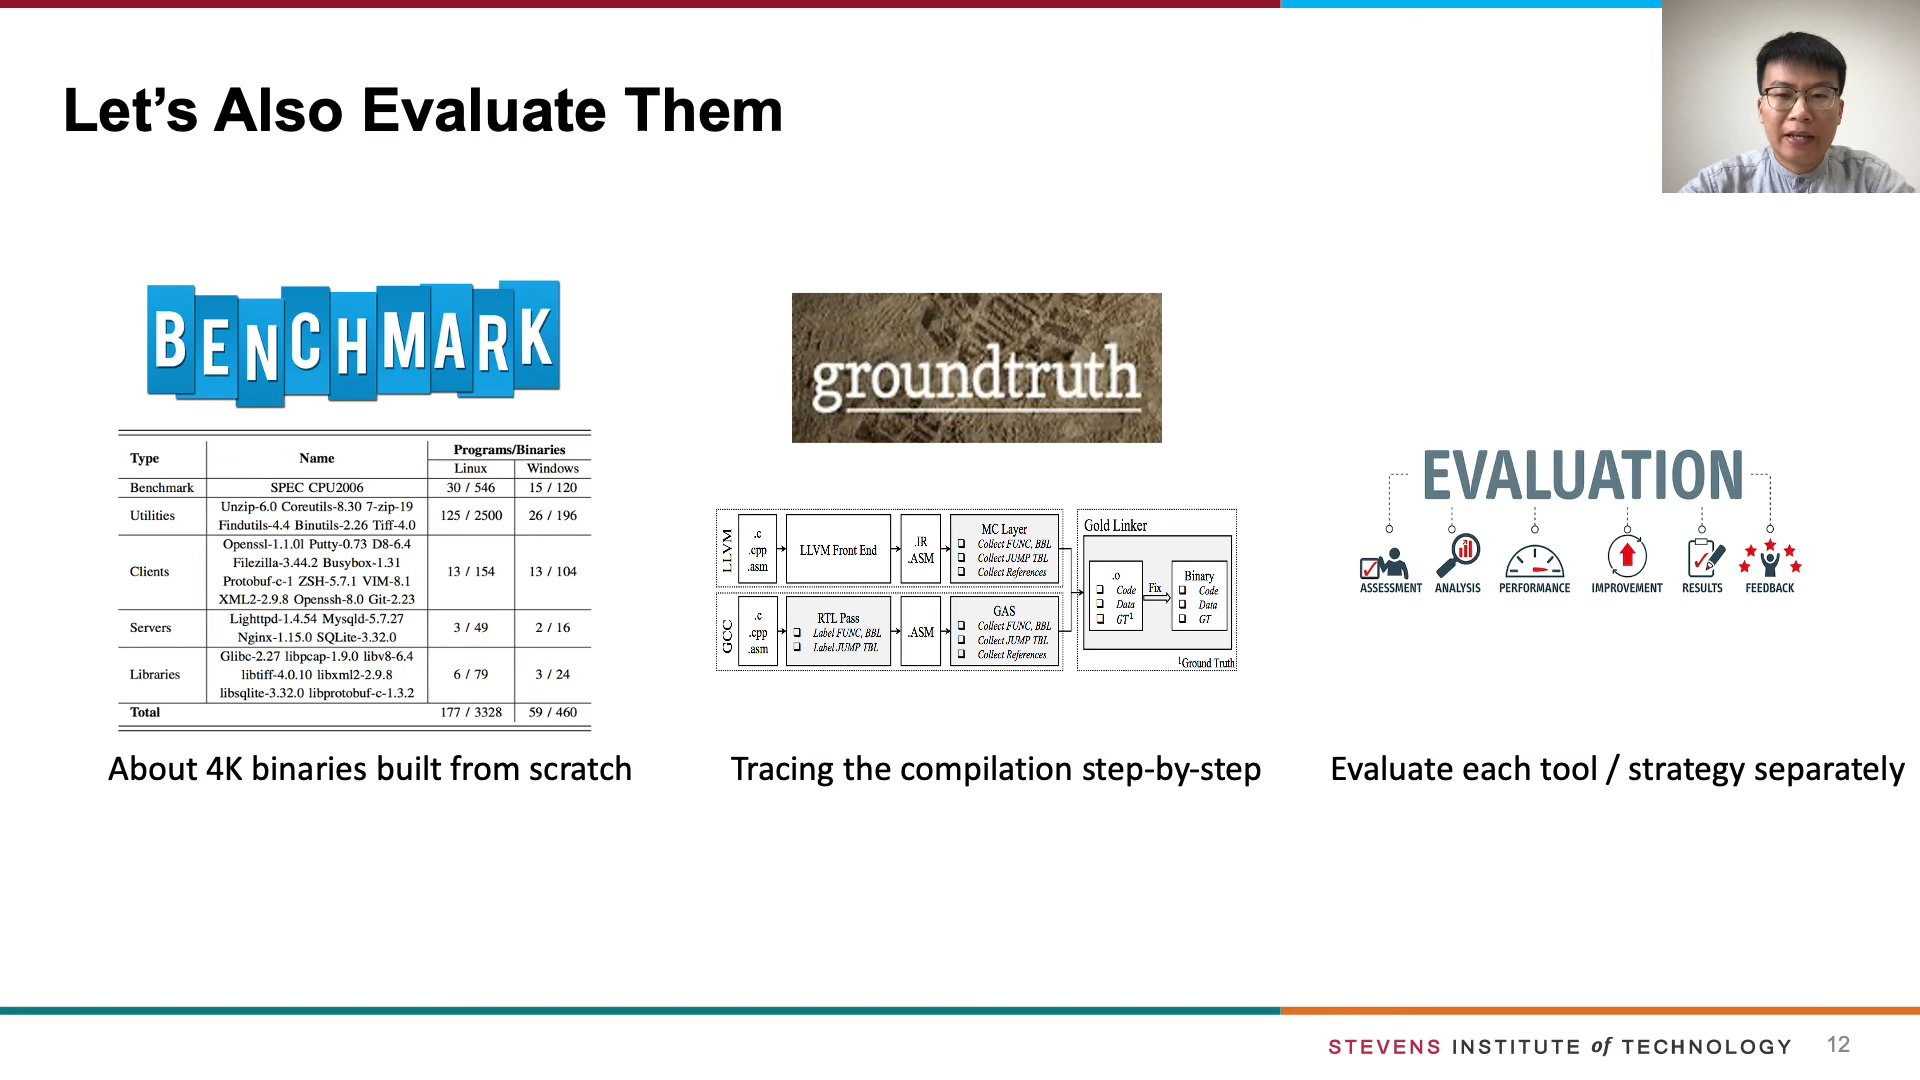 Let's Also Evaluate Them
BENCHMARK
Type Name Programs/Binaries
Linux Windows
Benchmark SPEC CPU2006 30 / 546 15 / 120
Utilities Unzip-6.0 Coreutils-8.30 7-zip-19 125 / 2500 26 / 196
Findutils-4.4 Binutils-2.26 Tiff-4.0
Clients Openssl-1.1.0l Putty-0.73 D8-6.4 13 / 154 13 / 104
Filezilla-3.44.2 Busybox-1.31
Protobuf-c-1 ZSH-5.7.1 VIM-8.1
XML2-2.9.8 Openssh-8.0 Git-2.23
Servers Lighttpd-1.4.54 Mysqld-5.7.27 3 / 49 2 / 16
Nginx-1.15.0 SQLite-3.32.0
Libraries Glibc-2.27 libpcap-1.9.0 libv8-6.4 6 / 79 3 / 24
libtiff-4.0.10 libxml2-2.9.8
libsqlite-3.32.0 libprotobuf-c-1.3.2
Total 177 / 3328 59 / 460
About 4K binaries built from scratch
groundtruth
LLVM
.c
.cpp
.asm
LLVM Front End
.IR
.ASM
MC Layer
Collect FUNC, BBL
Collect JUMP TBL
Collect References
GCC
.c
.cpp
.asm
RTL Pass
Label FUNC, BBL
Label JUMP TBL
.ASM
GAS
Collect FUNC, BBL
Collect JUMP TBL
Collect References
Gold Linker
.o
Code
Data
GT¹
Fix
Binary
Code
Data
GT
¹Ground Truth
Tracing the compilation step-by-step
EVALUATION
ASSESSMENT ANALYSIS PERFORMANCE IMPROVEMENT RESULTS FEEDBACK
Evaluate each tool / strategy separately
STEVENS INSTITUTE of TECHNOLOGY 12